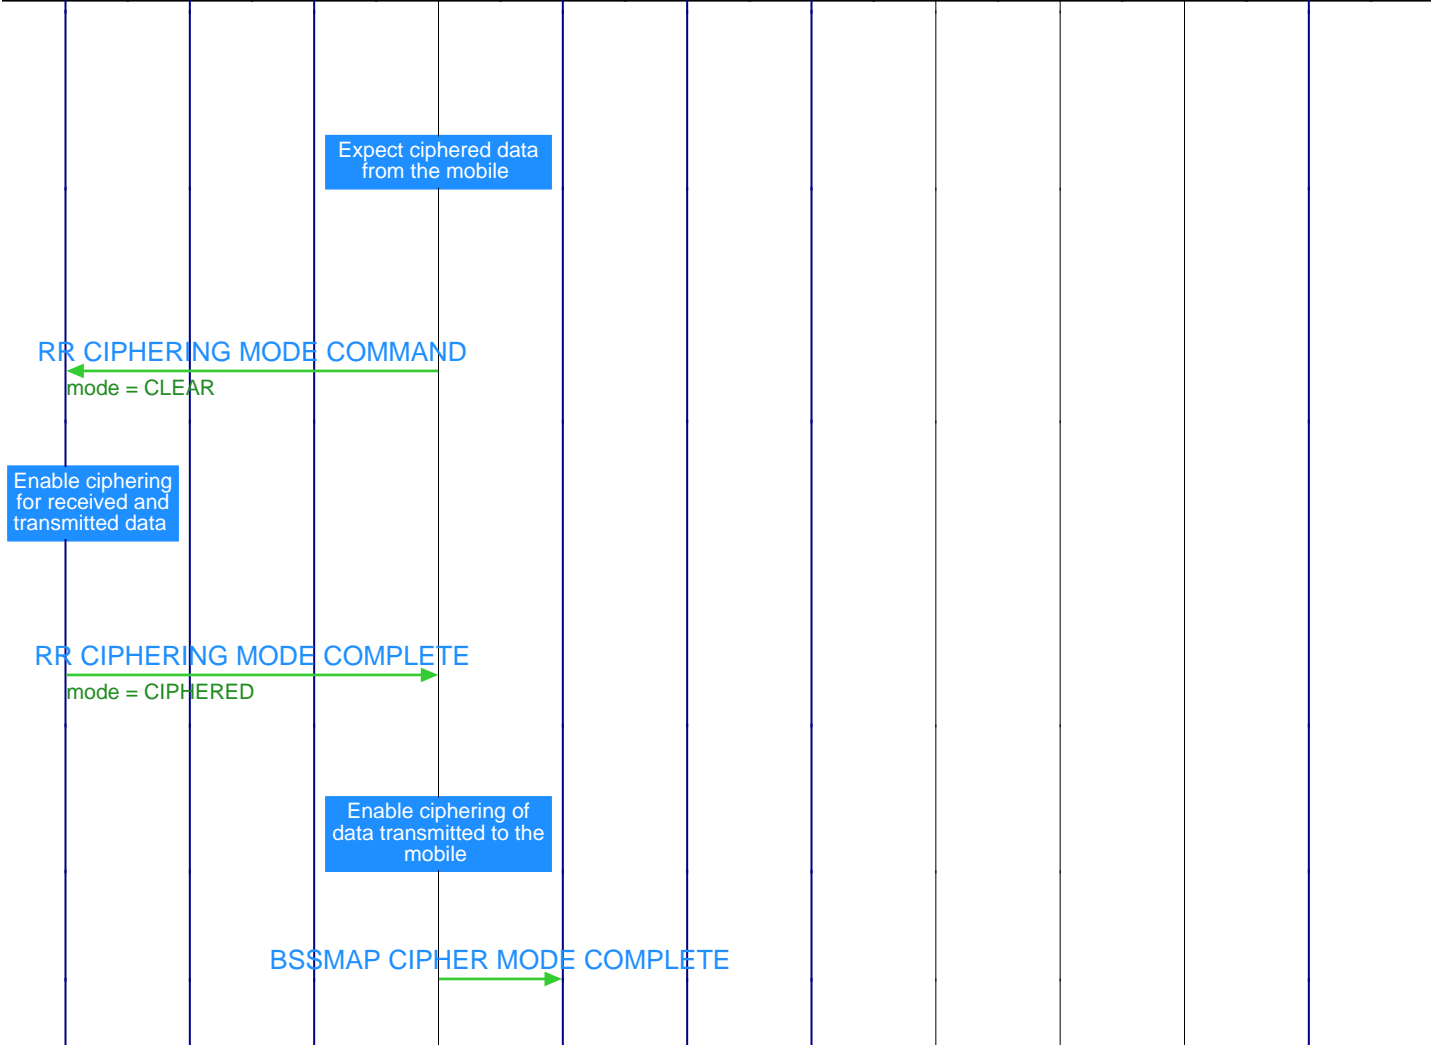 Expect ciphered data
from the mobile
RR CIPHERING MODE COMMAND
mode = CLEAR
Enable ciphering
for received and
transmitted data
RR CIPHERING MODE COMPLETE
mode = CIPHERED
Enable ciphering of
data transmitted to the
mobile
BSSMAP CIPHER MODE COMPLETE